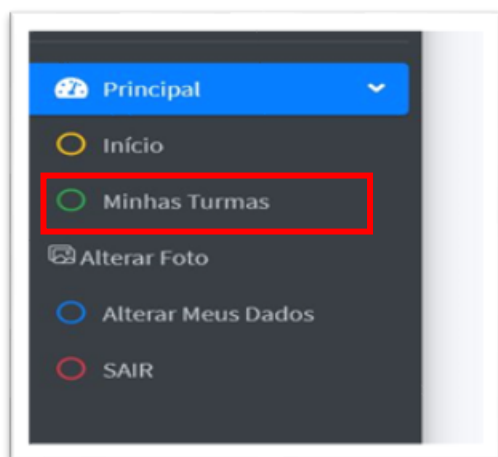 Principal
Início
Minhas Turmas
Alterar Foto
Alterar Meus Dados
SAIR